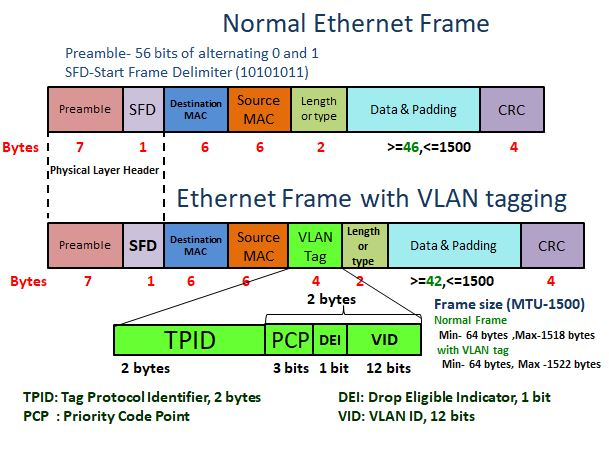 Normal Ethernet Frame
Preamble- 56 bits of alternating 0 and 1
SFD-Start Frame Delimiter (10101011)
Preamble SFD Destination MAC Source MAC Length or type Data & Padding CRC
Bytes 7 1 6 6 2 >=46,<=1500 4
Physical Layer Header
Ethernet Frame with VLAN tagging
Preamble SFD Destination MAC Source MAC VLAN Tag Length or type Data & Padding CRC
Bytes 7 1 6 6 4 2 >=42,<=1500 4
2 bytes
TPID PCP DEI VID
2 bytes 3 bits 1 bit 12 bits
Frame size (MTU-1500)
Normal Frame
Min- 64 bytes ,Max-1518 bytes
with VLAN tag
Min- 64 bytes, Max -1522 bytes
TPID: Tag Protocol Identifier, 2 bytes
PCP : Priority Code Point
DEI: Drop Eligible Indicator, 1 bit
VID: VLAN ID, 12 bits